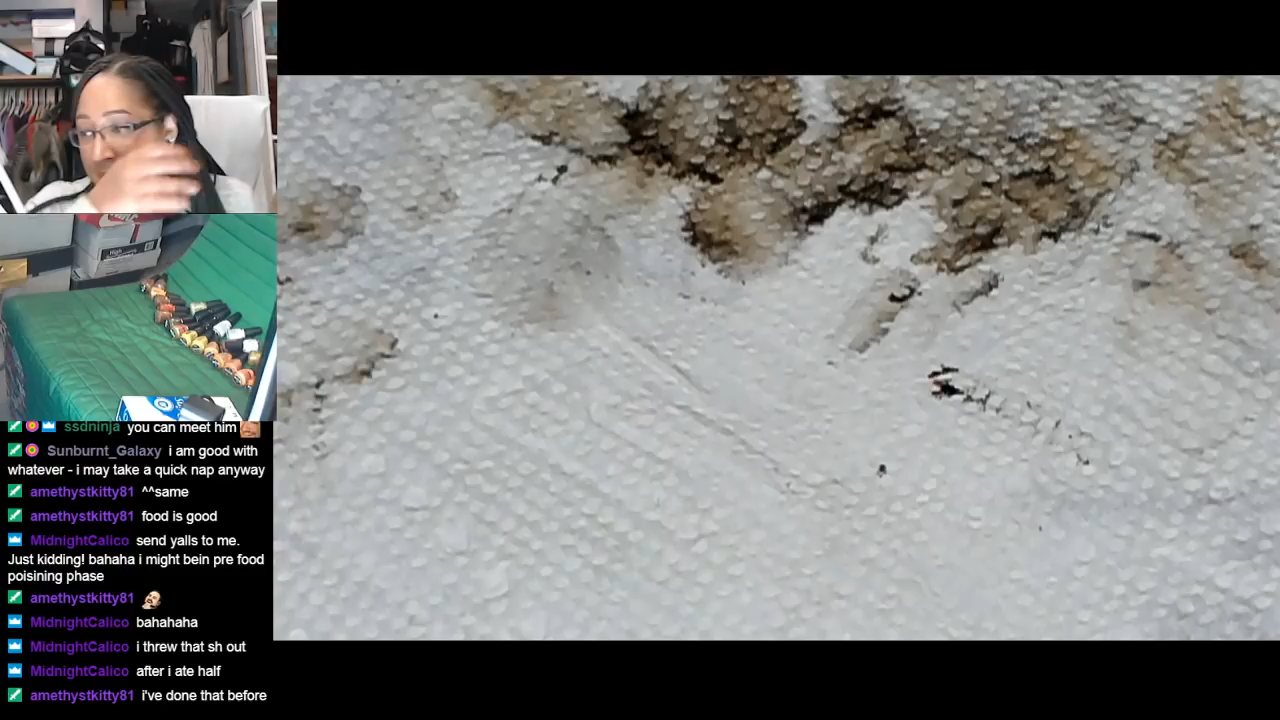 ssdninja you can meet him
Sunburnt_Galaxy i am good with
whatever - i may take a quick nap anyway
amethystkitty81 ^^same
amethystkitty81 food is good
MidnightCalico send yalls to me.
Just kidding! bahaha i might bein pre food
poisining phase
amethystkitty81
MidnightCalico bahahaha
MidnightCalico i threw that sh out
MidnightCalico after i ate half
amethystkitty81 i've done that before